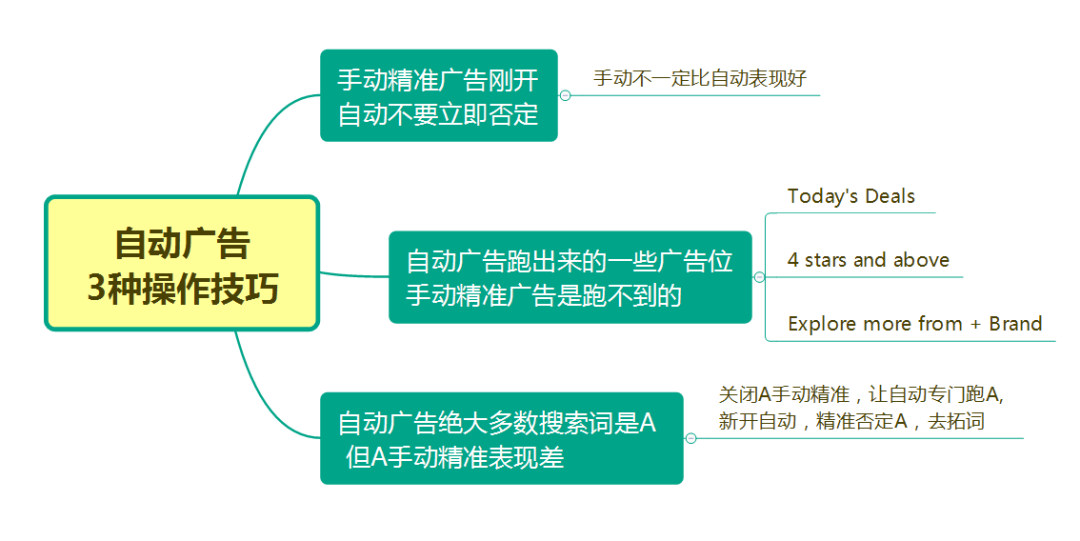 自动广告
3种操作技巧
手动精准广告刚开
自动不要立即否定
手动不一定比自动表现好
自动广告跑出来的一些广告位
手动精准广告是跑不到的
Today's Deals
4 stars and above
Explore more from + Brand
自动广告绝大多数搜索词是A
但A手动精准表现差
关闭A手动精准，让自动专门跑A,
新开自动，精准否定A，去拓词